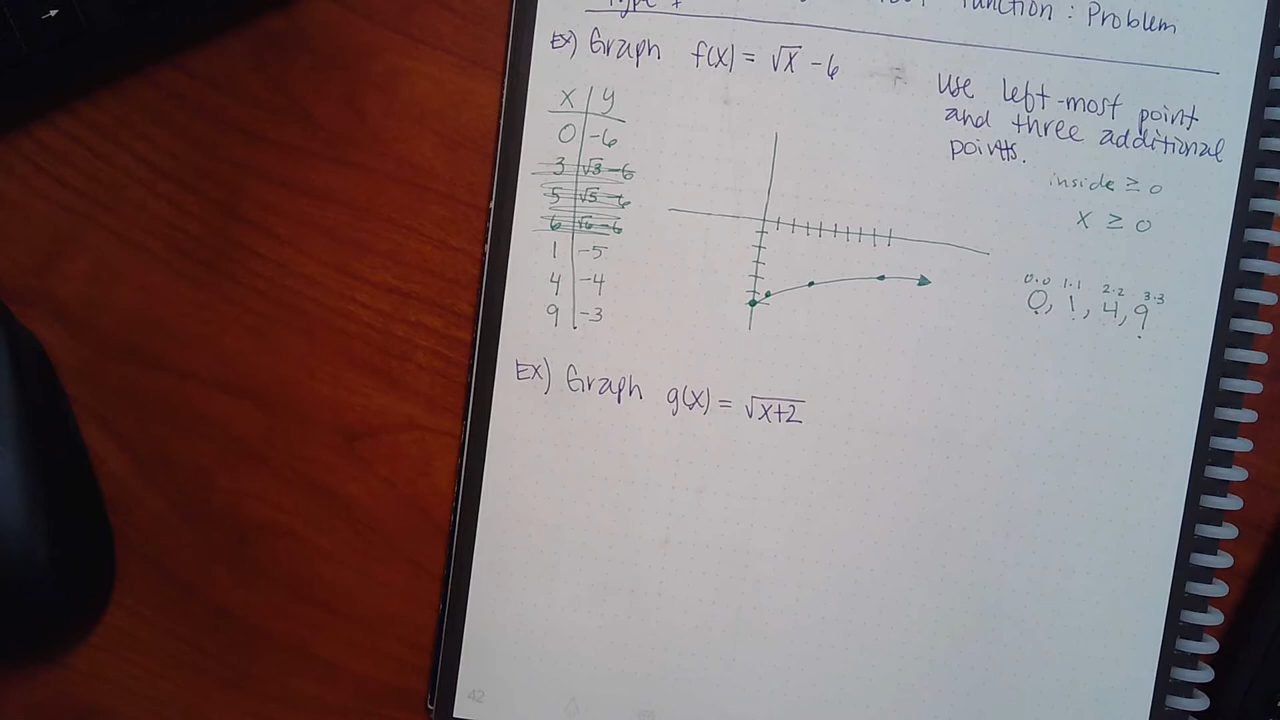 Function : Problem
Ex) Graph f(x) = √x - 6
Use left-most point
and three additional
points.
x y
0 -6
3 √3-6
5 √5-6
6 √6-6
1 -5
4 -4
9 -3
inside ≥ 0
x ≥ 0
0·0 1·1 2·2 3·3
0, 1, 4, 9
Ex) Graph g(x) = √x+2
42